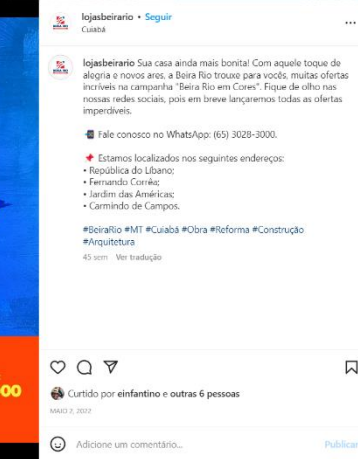 lojasbeirario • Seguir
Cuiabá
lojasbeirario Sua casa ainda mais bonita! Com aquele toque de
alegria e novos ares, a Beira Rio trouxe para vocês, muitas ofertas
incríveis na campanha "Beira Rio em Cores". Fique de olho nas
nossas redes sociais, pois em breve lançaremos todas as ofertas
imperdíveis.
📲 Fale conosco no WhatsApp: (65) 3028-3000.
📌 Estamos localizados nos seguintes endereços:
• República do Líbano;
• Fernando Corrêa;
• Jardim das Américas;
• Carmindo de Campos.
#BeiraRio #MT #Cuiabá #Obra #Reforma #Construção
#Arquitetura
45 sem Ver tradução
00
Curtido por einfantino e outras 6 pessoas
MAIO 2, 2022
Adicione um comentário...
Publicar